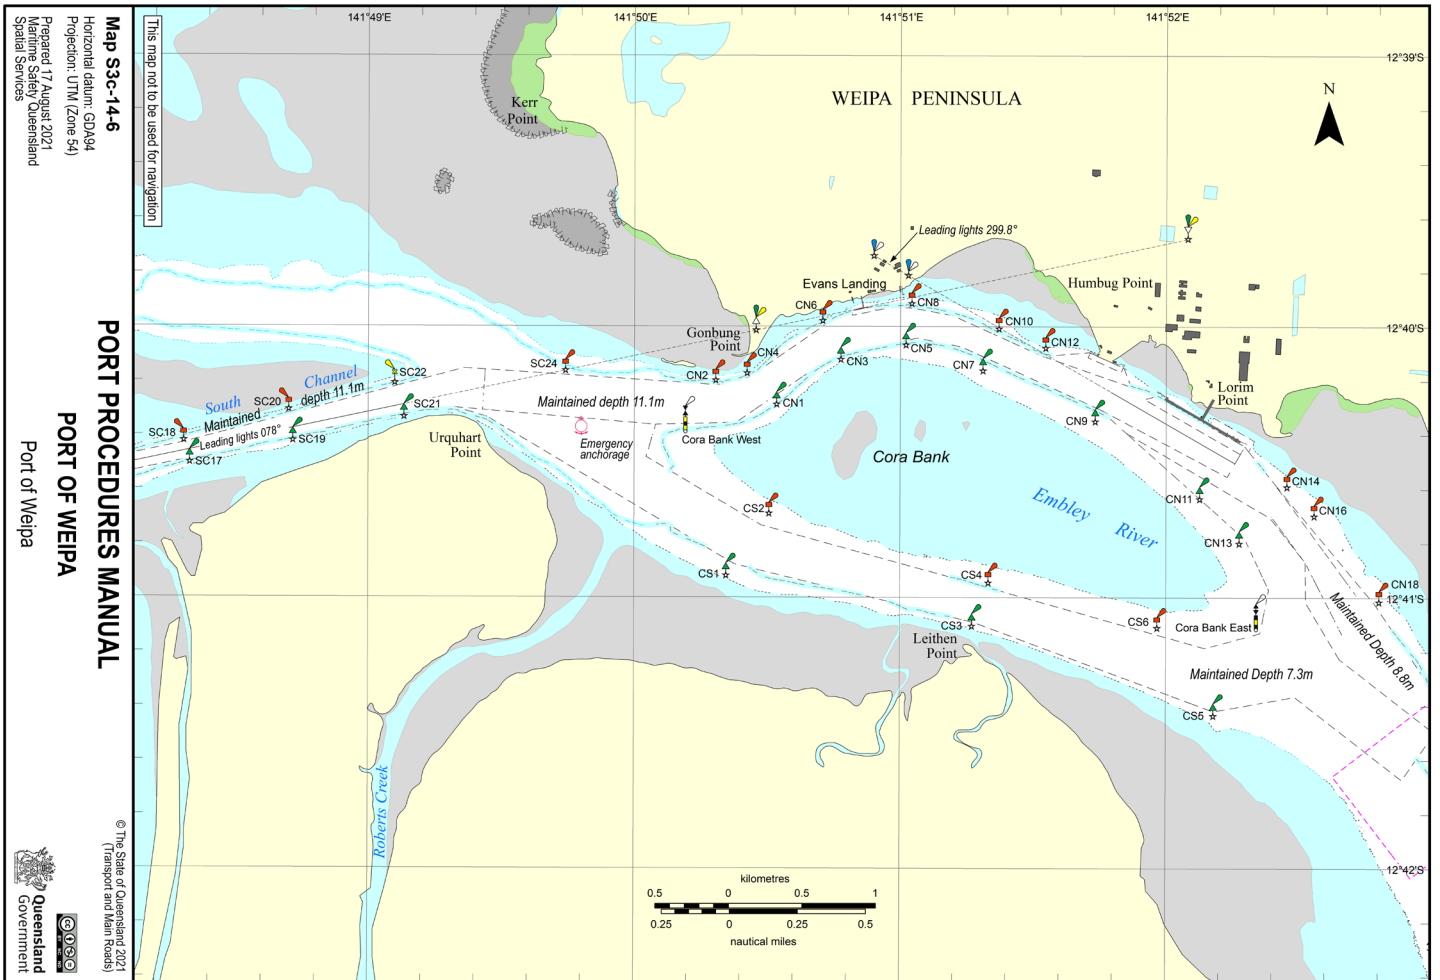 141°49'E
141°50'E
141°51'E
141°52'E
This map not to be used for navigation
Map S3c-14-6
Horizontal datum: GDA94
Projection: UTM (Zone 54)
Prepared 17 August 2021
Maritime Safety Queensland
Spatial Services
PORT PROCEDURES MANUAL
PORT OF WEIPA
Port of Weipa
© The State of Queensland 2021
(Transport and Main Roads)
Queensland
Government
CC BY NC ND
12°39'S
N
WEIPA PENINSULA
Kerr
Point
Leading lights 299.8°
Evans Landing
Humbug Point
CN6
CN8
CN10
12°40'S
Gonbung
Point
CN4
CN12
CN5
CN3
CN7
SC24
CN2
SC22
South Channel
Maintained depth 11.1m
SC20
SC21
Lorim
Point
Maintained depth 11.1m
CN1
CN9
SC18
SC19
Leading lights 078°
SC17
Urquhart
Point
Emergency
anchorage
Cora Bank West
Cora Bank
CN14
CN11
CN16
CS2
Embley River
CN13
CS1
CS4
CN18
12°41'S
CS3
CS6
Cora Bank East
Leithen
Point
Maintained Depth 8.8m
Maintained Depth 7.3m
CS5
Roberts Creek
12°42'S
kilometres
0.5 0 0.5 1
0.25 0 0.25 0.5
nautical miles